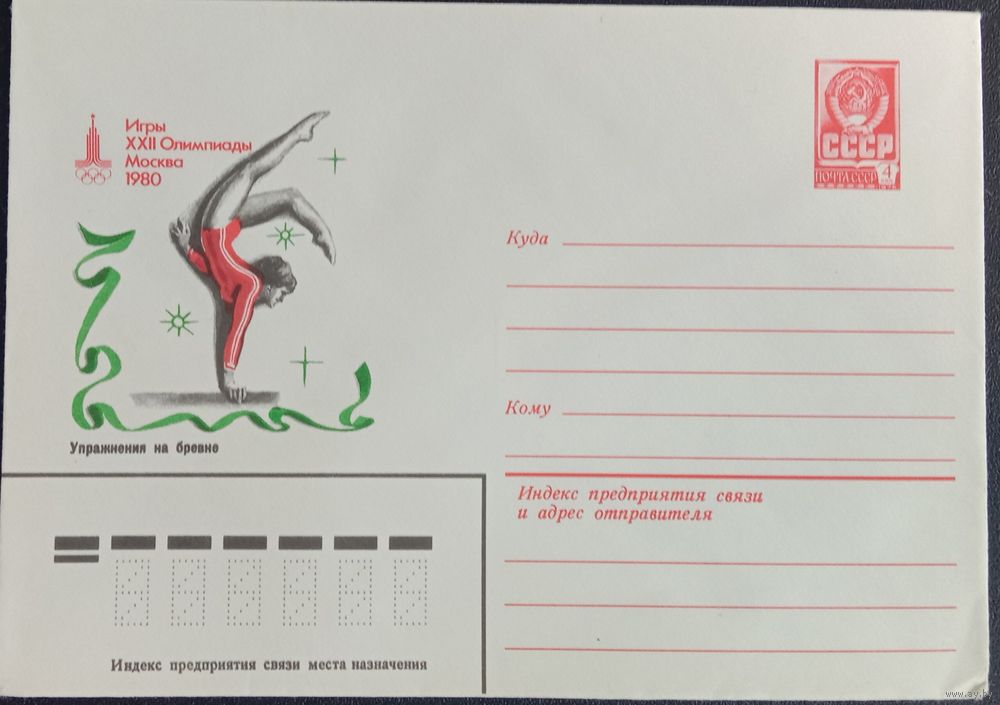 Игры
XXII Олимпиады
Москва
1980
СССР
ПОЧТА СССР
4
Куда
Кому
Упражнения на бревне
Индекс предприятия связи
и адрес отправителя
Индекс предприятия связи места назначения